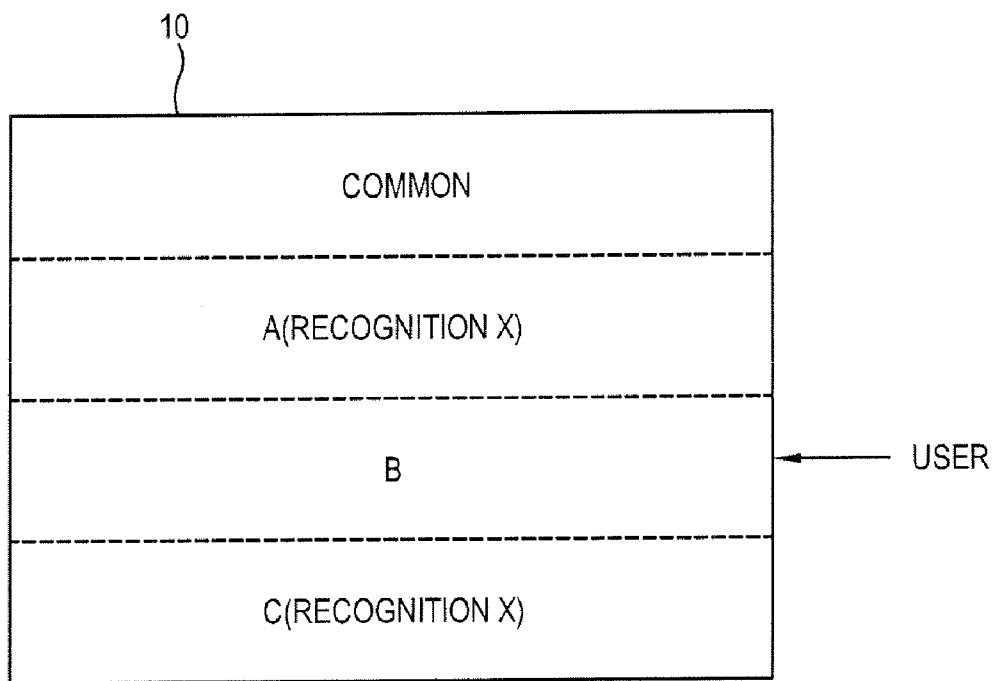 10
COMMON
A(RECOGNITION X)
B
USER
C(RECOGNITION X)